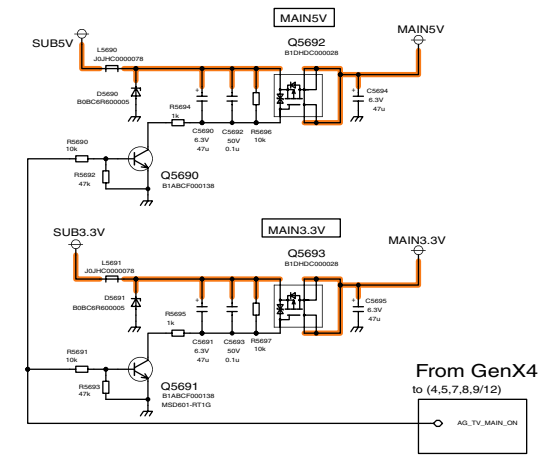 MAIN5V
MAIN5V
SUB5V
Q5692
B1DHDC000028
L5690
J0JHC0000078
D5690
B0BC6R600005
R5694
1k
C5690
6.3V
47u
C5692
50V
0.1u
R5696
10k
C5694
6.3V
47u
R5690
10k
R5692
47k
Q5690
B1ABCF000138
MAIN3.3V
SUB3.3V
MAIN3.3V
Q5693
B1DHDC000028
L5691
J0JHC0000078
D5691
B0BC6R600005
R5695
1k
C5691
6.3V
47u
C5693
50V
0.1u
R5697
10k
C5695
6.3V
47u
R5691
10k
R5693
47k
Q5691
B1ABCF000138
MSD601-RT1G
From GenX4
to (4,5,7,8,9/12)
AG_TV_MAIN_ON